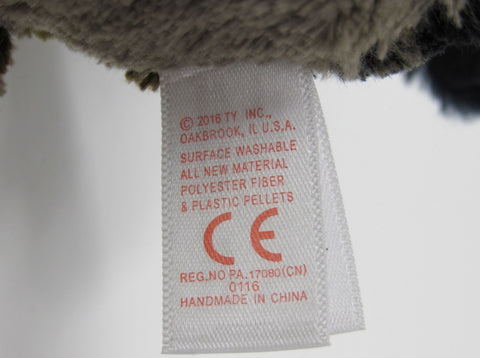 © 2016 TY INC.,
OAKBROOK, IL U.S.A.
SURFACE WASHABLE
ALL NEW MATERIAL
POLYESTER FIBER
& PLASTIC PELLETS
CE
REG.NO PA.17080(CN)
0116
HANDMADE IN CHINA